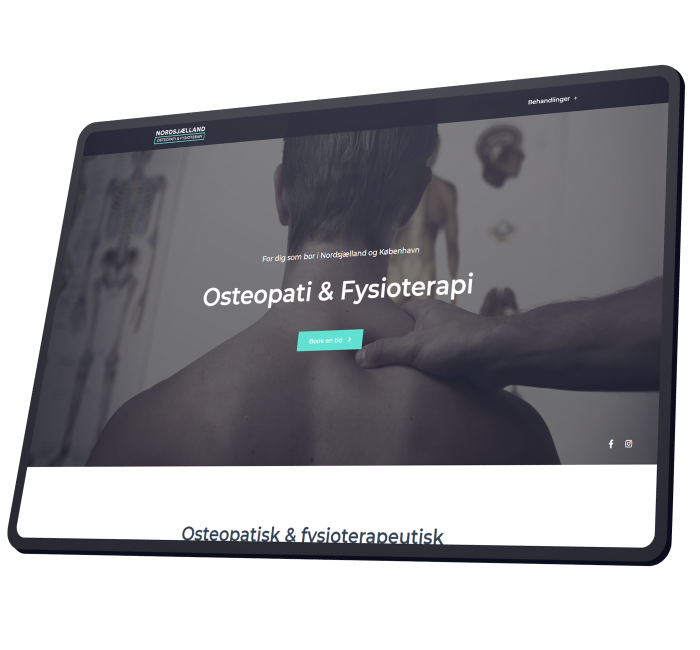 NORDSJÆLLAND
OSTEOPATI & FYSIOTERAPI
Behandlinger +
For dig som bor i Nordsjælland og København
Osteopati & Fysioterapi
Book en tid >
Osteopatisk & fysioterapeutisk